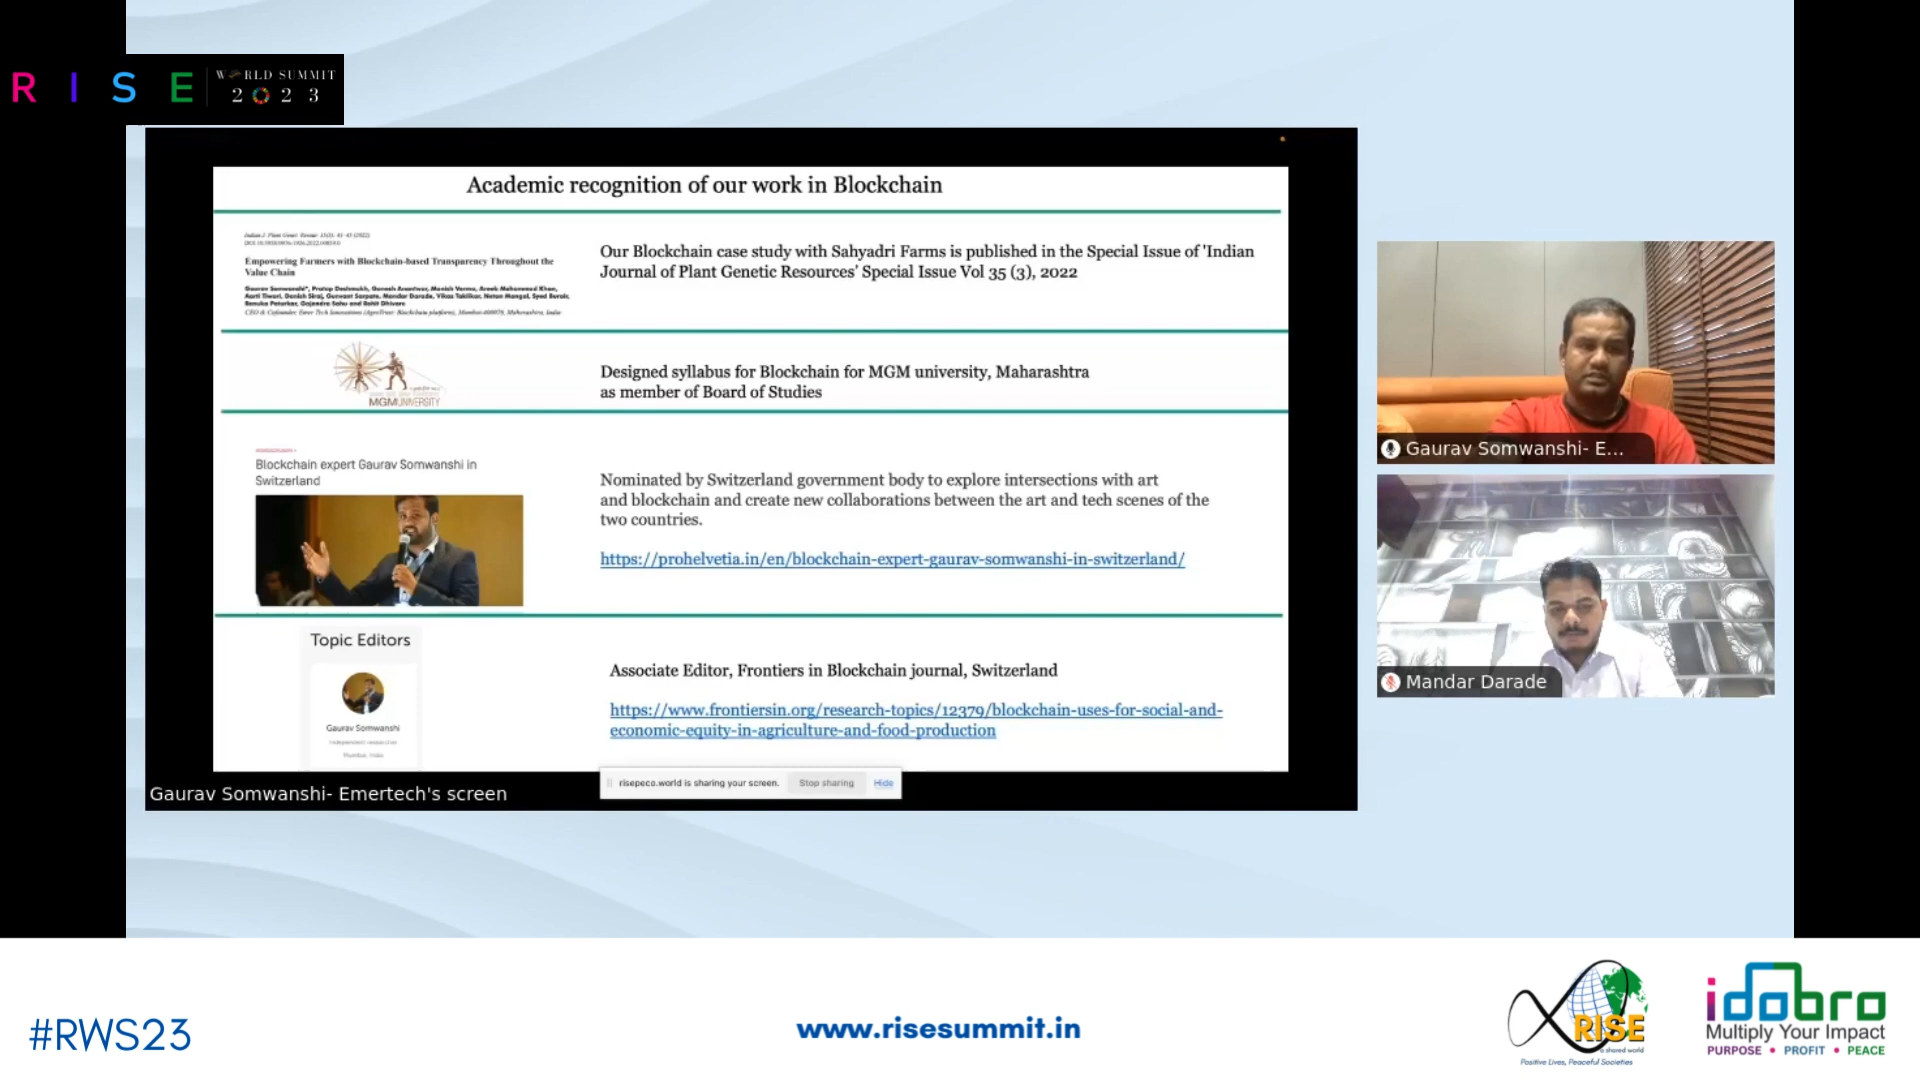 RISE
WORLD SUMMIT
2023
Academic recognition of our work in Blockchain
Empowering Farmers with Blockchain-based Transparency Throughout the
Value Chain
Our Blockchain case study with Sahyadri Farms is published in the Special Issue of 'Indian
Journal of Plant Genetic Resources' Special Issue Vol 35 (3), 2022
MGMUNIVERSITY
Designed syllabus for Blockchain for MGM university, Maharashtra
as member of Board of Studies
Blockchain expert Gaurav Somwanshi in
Switzerland
Nominated by Switzerland government body to explore intersections with art
and blockchain and create new collaborations between the art and tech scenes of the
two countries.
https://prohelvetia.in/en/blockchain-expert-gaurav-somwanshi-in-switzerland/
Topic Editors
Gaurav Somwanshi
Independent researcher
Mumbai, India
Associate Editor, Frontiers in Blockchain journal, Switzerland
https://www.frontiersin.org/research-topics/12379/blockchain-uses-for-social-and-
economic-equity-in-agriculture-and-food-production
risepeco.world is sharing your screen. Stop sharing Hide
Gaurav Somwanshi- Emertech's screen
Gaurav Somwanshi- E...
Mandar Darade
#RWS23
www.risesummit.in
RISE
a shared world
Positive Lives, Peaceful Societies
idobro
Multiply Your Impact
PURPOSE • PROFIT • PEACE